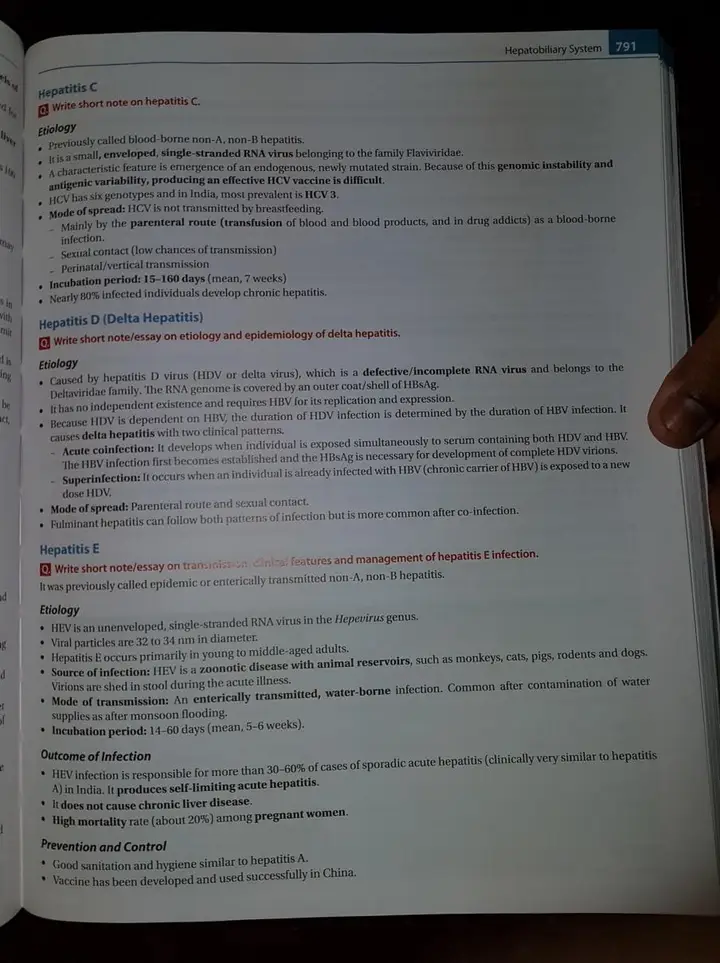 Hepatobiliary System 791
Hepatitis C
Q. Write short note on hepatitis C.
Etiology
• Previously called blood-borne non-A, non-B hepatitis.
• It is a small, enveloped, single-stranded RNA virus belonging to the family Flaviviridae.
• A characteristic feature is emergence of an endogenous, newly mutated strain. Because of this genomic instability and
antigenic variability, producing an effective HCV vaccine is difficult.
• HCV has six genotypes and in India, most prevalent is HCV 3.
• Mode of spread: HCV is not transmitted by breastfeeding.
– Mainly by the parenteral route (transfusion of blood and blood products, and in drug addicts) as a blood-borne
infection.
– Sexual contact (low chances of transmission)
– Perinatal/vertical transmission
• Incubation period: 15–160 days (mean, 7 weeks)
• Nearly 80% infected individuals develop chronic hepatitis.
Hepatitis D (Delta Hepatitis)
Q. Write short note/essay on etiology and epidemiology of delta hepatitis.
Etiology
• Caused by hepatitis D virus (HDV or delta virus), which is a defective/incomplete RNA virus and belongs to the
Deltaviridae family. The RNA genome is covered by an outer coat/shell of HBsAg.
• It has no independent existence and requires HBV for its replication and expression.
• Because HDV is dependent on HBV, the duration of HDV infection is determined by the duration of HBV infection. It
causes delta hepatitis with two clinical patterns.
– Acute coinfection: It develops when individual is exposed simultaneously to serum containing both HDV and HBV.
The HBV infection first becomes established and the HBsAg is necessary for development of complete HDV virions.
– Superinfection: It occurs when an individual is already infected with HBV (chronic carrier of HBV) is exposed to a new
dose HDV.
• Mode of spread: Parenteral route and sexual contact.
• Fulminant hepatitis can follow both patterns of infection but is more common after co-infection.
Hepatitis E
Q. Write short note/essay on transmission, clinical features and management of hepatitis E infection.
It was previously called epidemic or enterically transmitted non-A, non-B hepatitis.
Etiology
• HEV is an unenveloped, single-stranded RNA virus in the Hepevirus genus.
• Viral particles are 32 to 34 nm in diameter.
• Hepatitis E occurs primarily in young to middle-aged adults.
• Source of infection: HEV is a zoonotic disease with animal reservoirs, such as monkeys, cats, pigs, rodents and dogs.
Virions are shed in stool during the acute illness.
• Mode of transmission: An enterically transmitted, water-borne infection. Common after contamination of water
supplies as after monsoon flooding.
• Incubation period: 14–60 days (mean, 5–6 weeks).
Outcome of Infection
• HEV infection is responsible for more than 30–60% of cases of sporadic acute hepatitis (clinically very similar to hepatitis
A) in India. It produces self-limiting acute hepatitis.
• It does not cause chronic liver disease.
• High mortality rate (about 20%) among pregnant women.
Prevention and Control
• Good sanitation and hygiene similar to hepatitis A.
• Vaccine has been developed and used successfully in China.